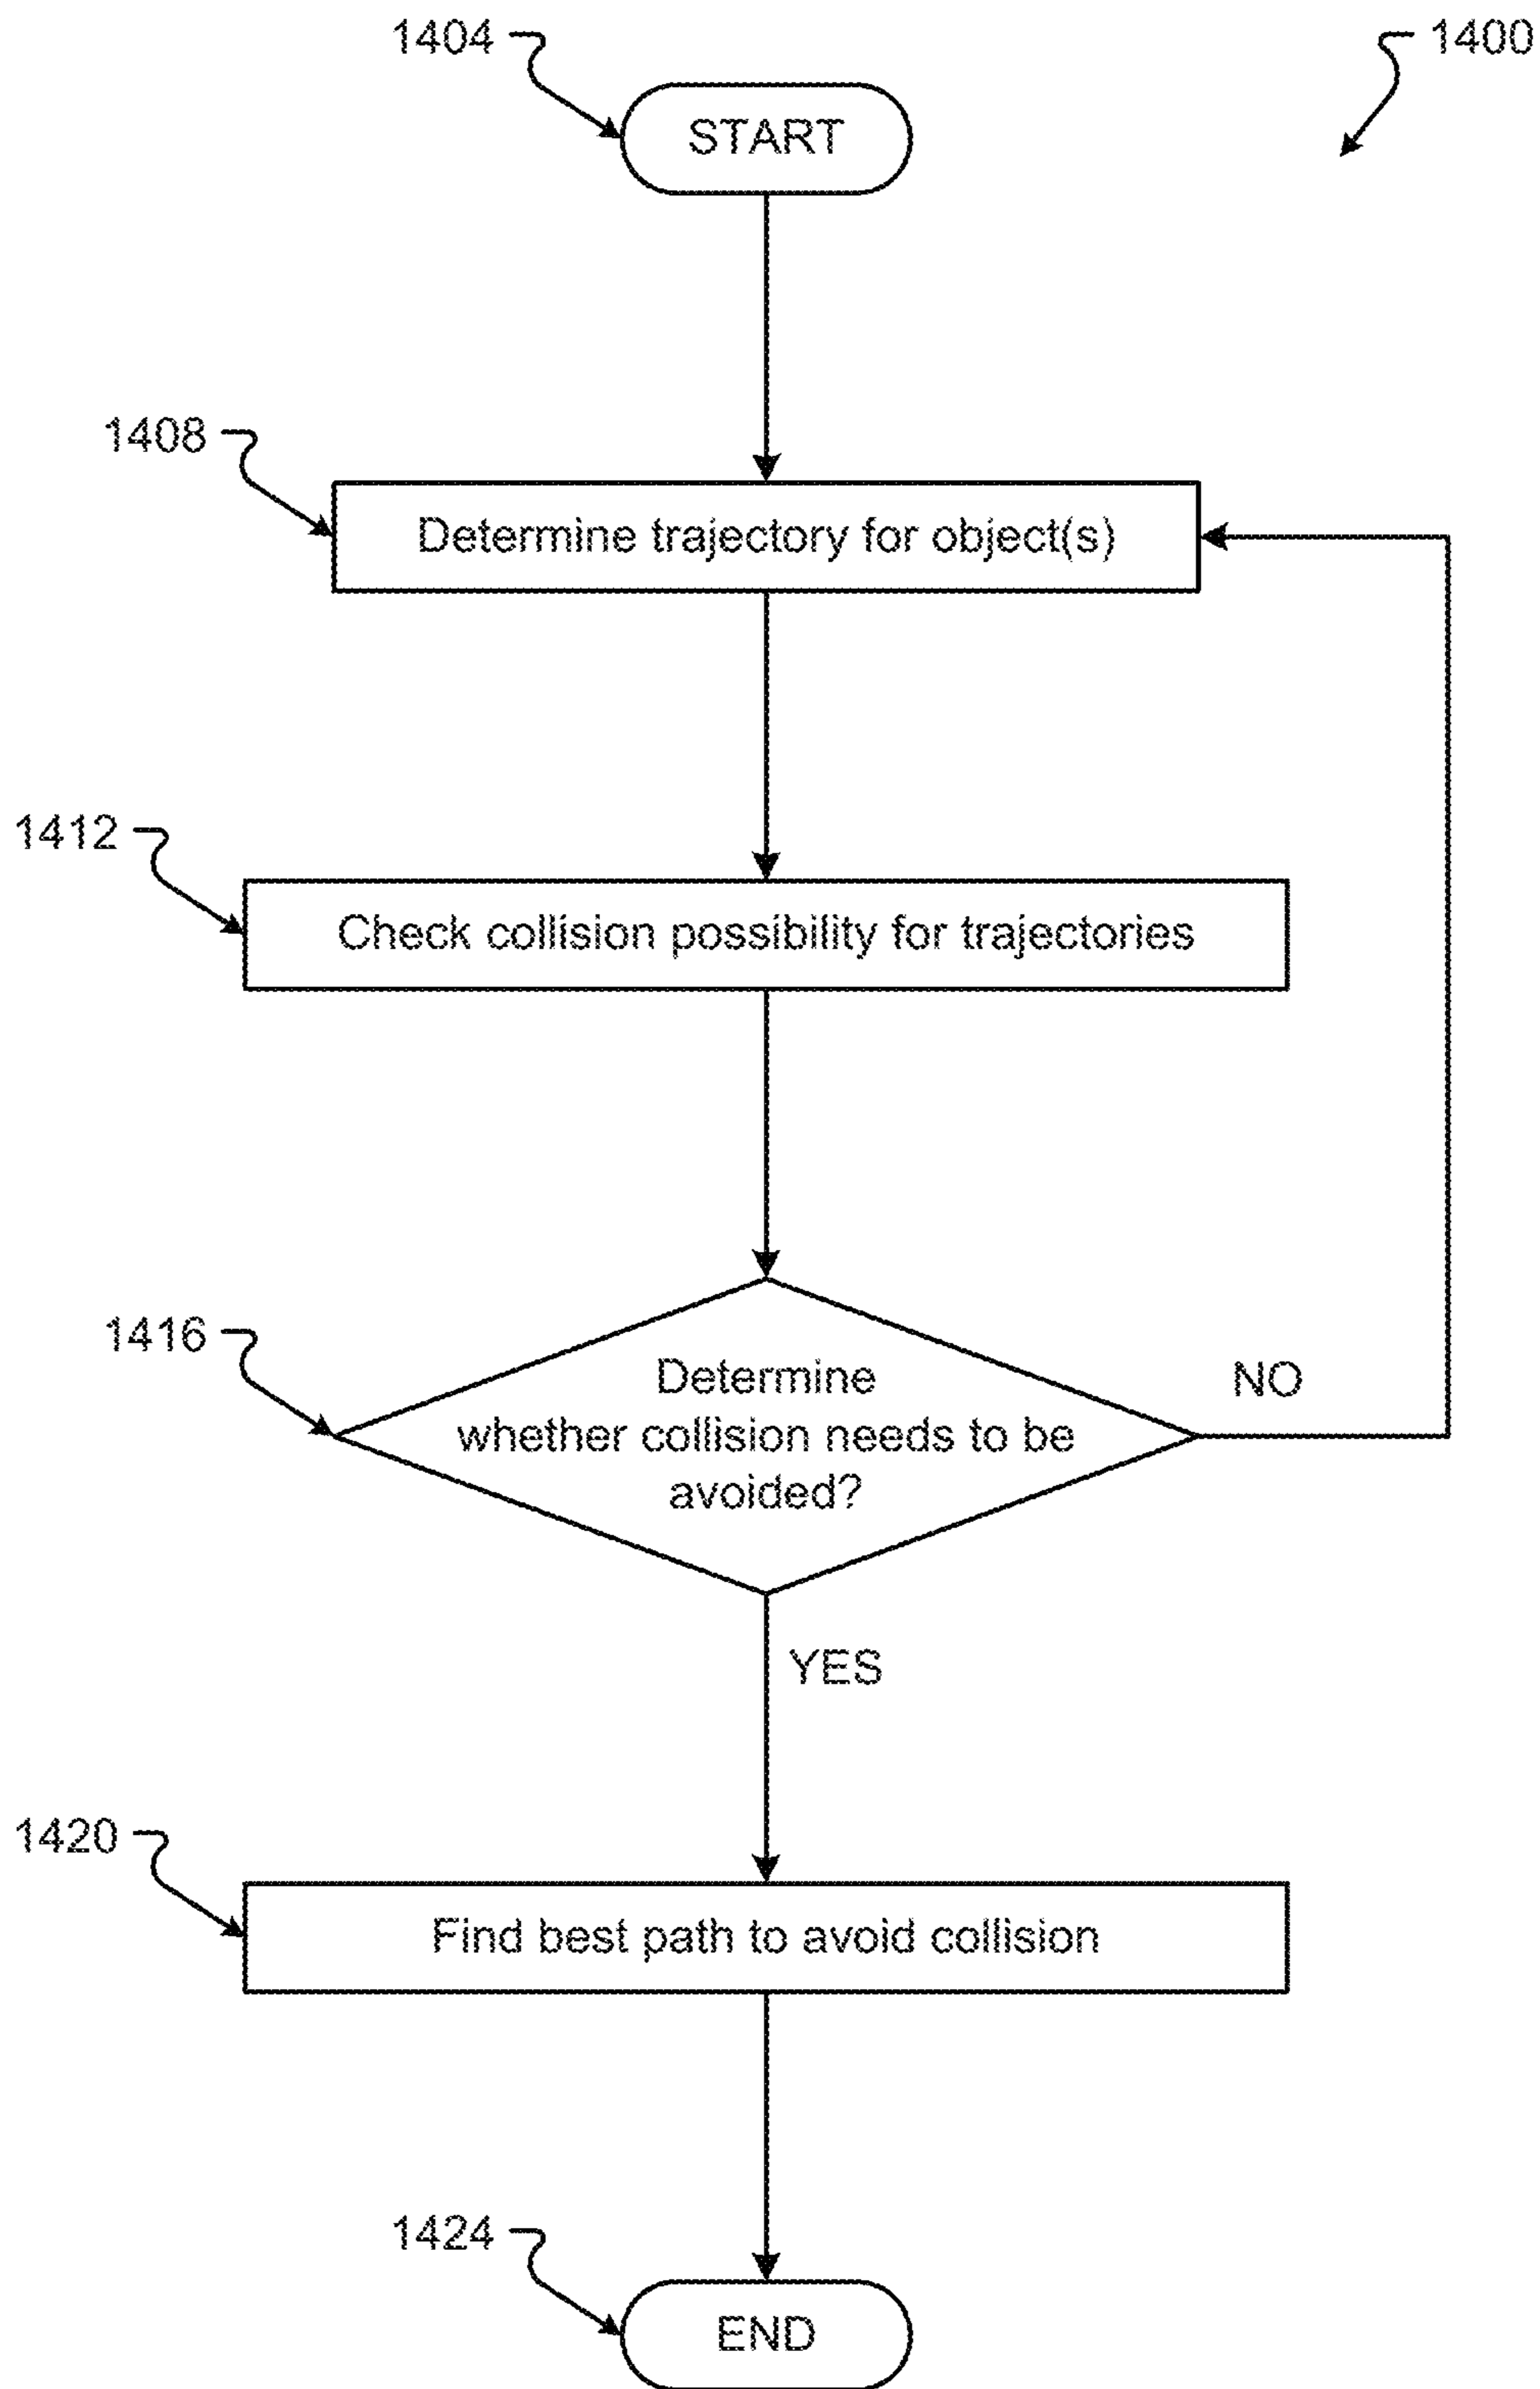 1404
1400
START
1408
Determine trajectory for object(s)
1412
Check collision possibility for trajectories
1416
Determine
whether collision needs to be
avoided?
NO
YES
1420
Find best path to avoid collision
1424
END